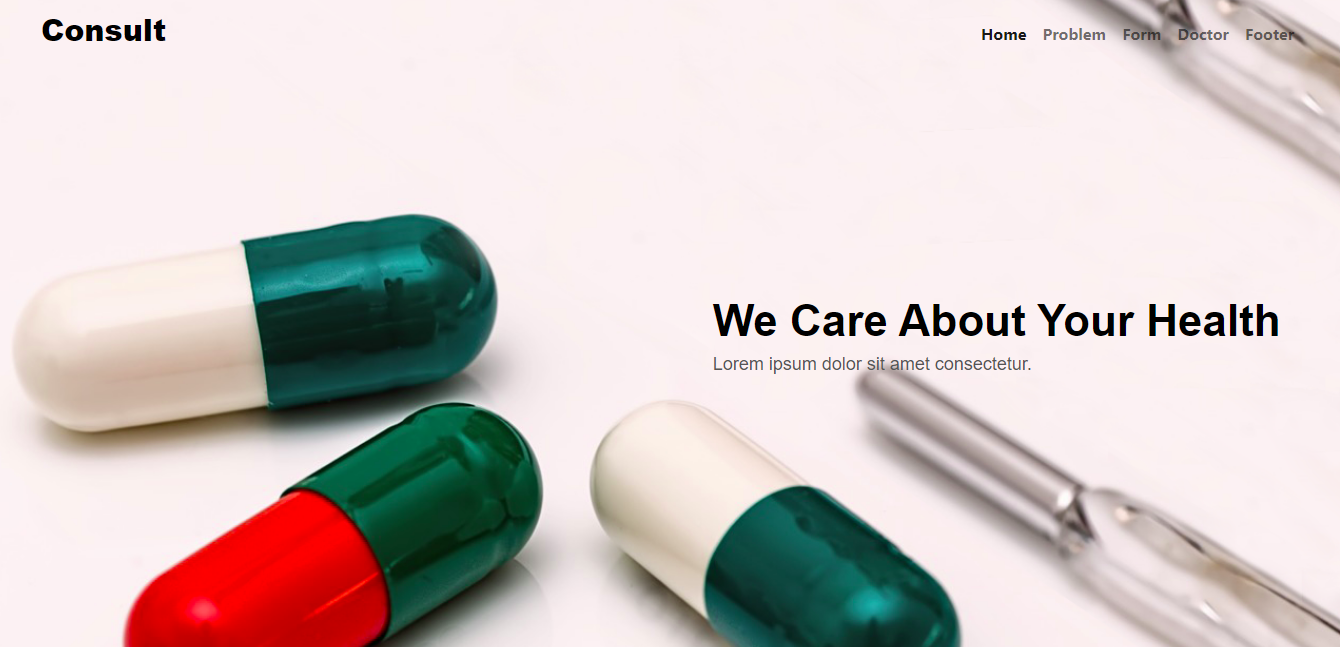 Consult
Home Problem Form Doctor Footer
We Care About Your Health
Lorem ipsum dolor sit amet consectetur.